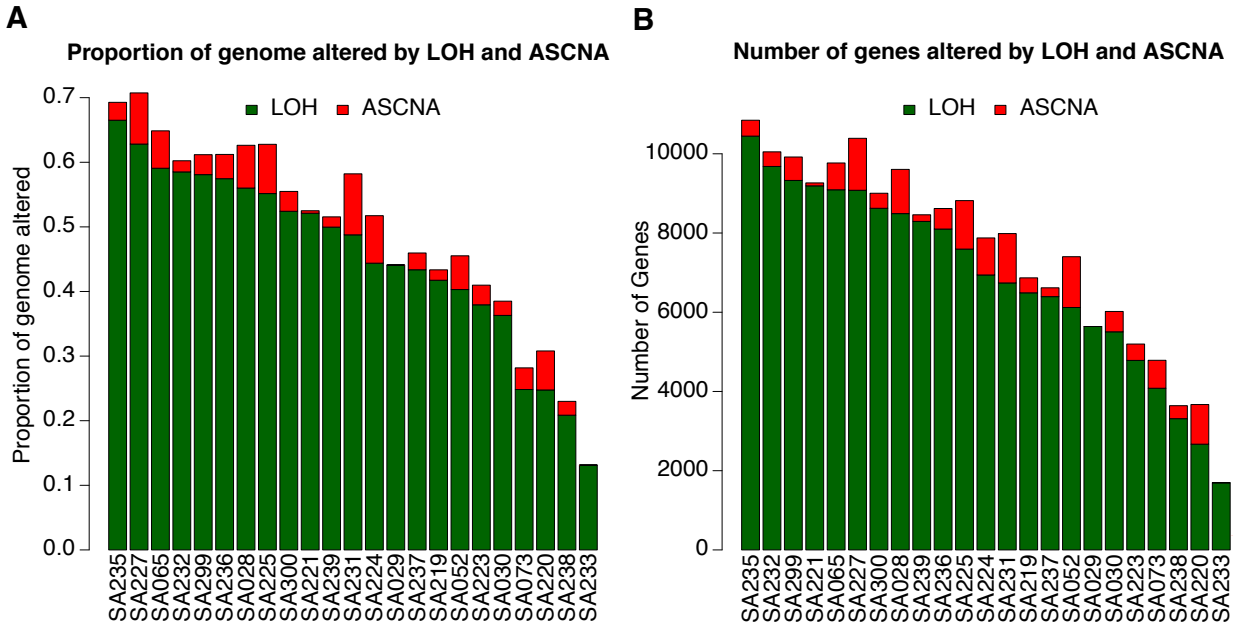 A
Proportion of genome altered by LOH and ASCNA
LOH ASCNA
Proportion of genome altered
0.7
0.6
0.5
0.4
0.3
0.2
0.1
0.0
SA235
SA227
SA065
SA232
SA299
SA236
SA028
SA225
SA300
SA221
SA239
SA231
SA224
SA029
SA237
SA219
SA052
SA223
SA030
SA073
SA220
SA238
SA233
B
Number of genes altered by LOH and ASCNA
LOH ASCNA
Number of Genes
10000
8000
6000
4000
2000
0
SA235
SA232
SA299
SA221
SA065
SA227
SA300
SA028
SA239
SA236
SA225
SA224
SA231
SA219
SA237
SA052
SA029
SA030
SA223
SA073
SA238
SA220
SA233